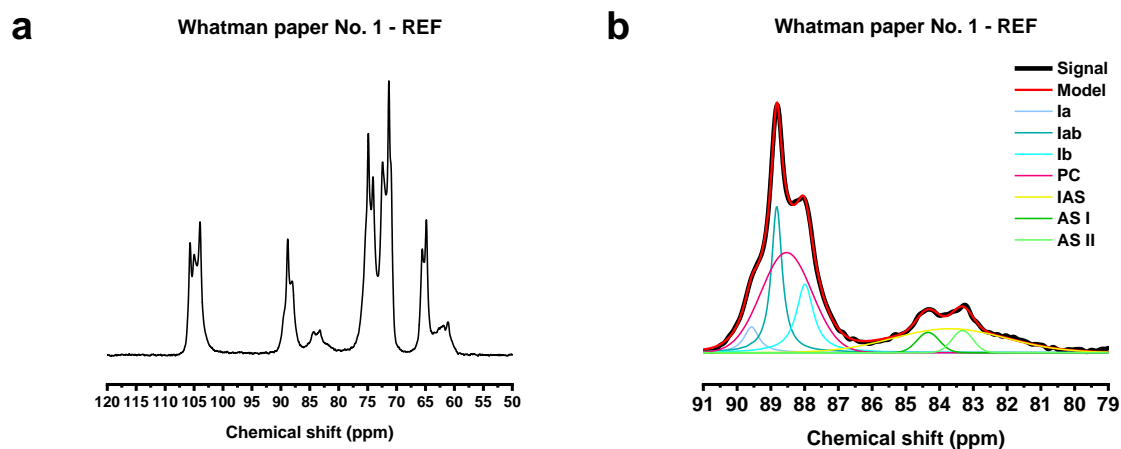 a
Whatman paper No. 1 - REF
120 115 110 105 100 95 90 85 80 75 70 65 60 55 50
Chemical shift (ppm)
b
Whatman paper No. 1 - REF
Signal
Model
Ia
Iab
Ib
PC
IAS
AS I
AS II
91 90 89 88 87 86 85 84 83 82 81 80 79
Chemical shift (ppm)